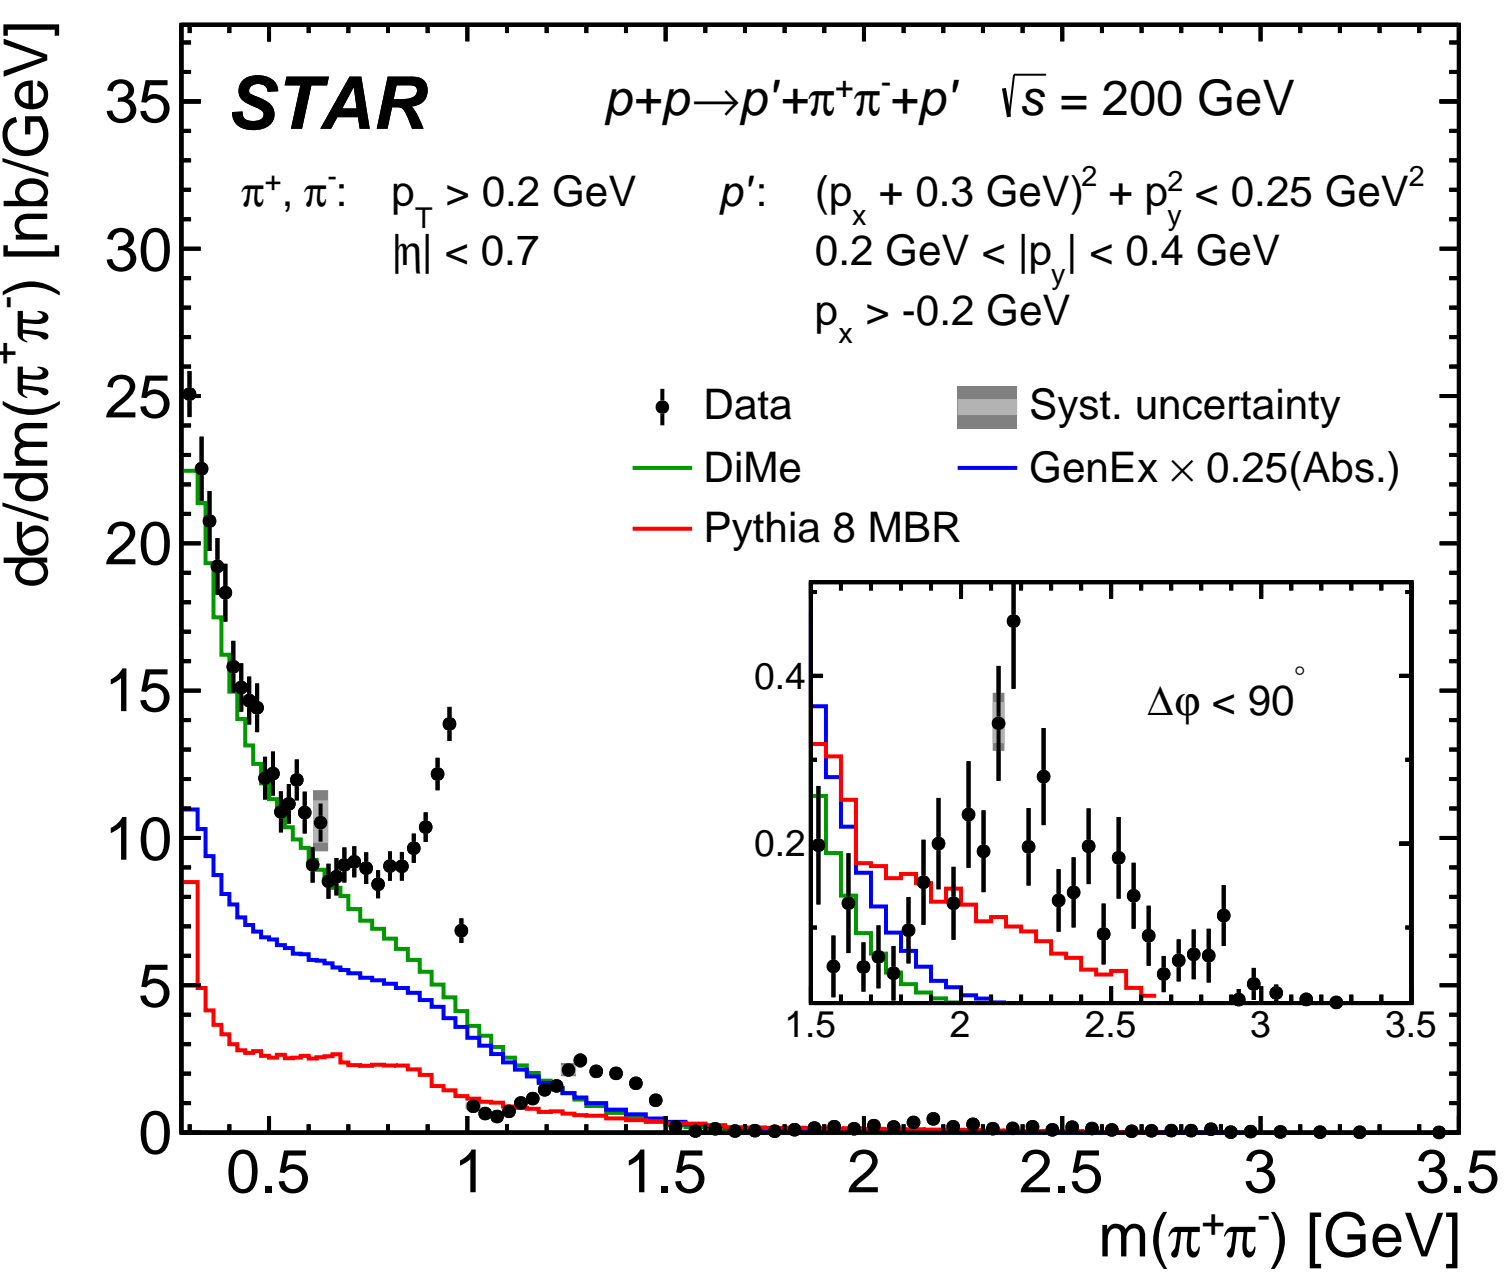 dσ/dm(π⁺π⁻) [nb/GeV]
35
30
25
20
15
10
5
0
STAR p+p→p′+π⁺π⁻+p′ √s = 200 GeV
π⁺, π⁻: p_T > 0.2 GeV p′: (p_x + 0.3 GeV)² + p_y² < 0.25 GeV²
|η| < 0.7 0.2 GeV < |p_y| < 0.4 GeV
p_x > -0.2 GeV
Data Syst. uncertainty
DiMe GenEx × 0.25(Abs.)
Pythia 8 MBR
0.4 Δφ < 90°
0.2
1.5 2 2.5 3 3.5
0.5 1 1.5 2 2.5 3 3.5
m(π⁺π⁻) [GeV]